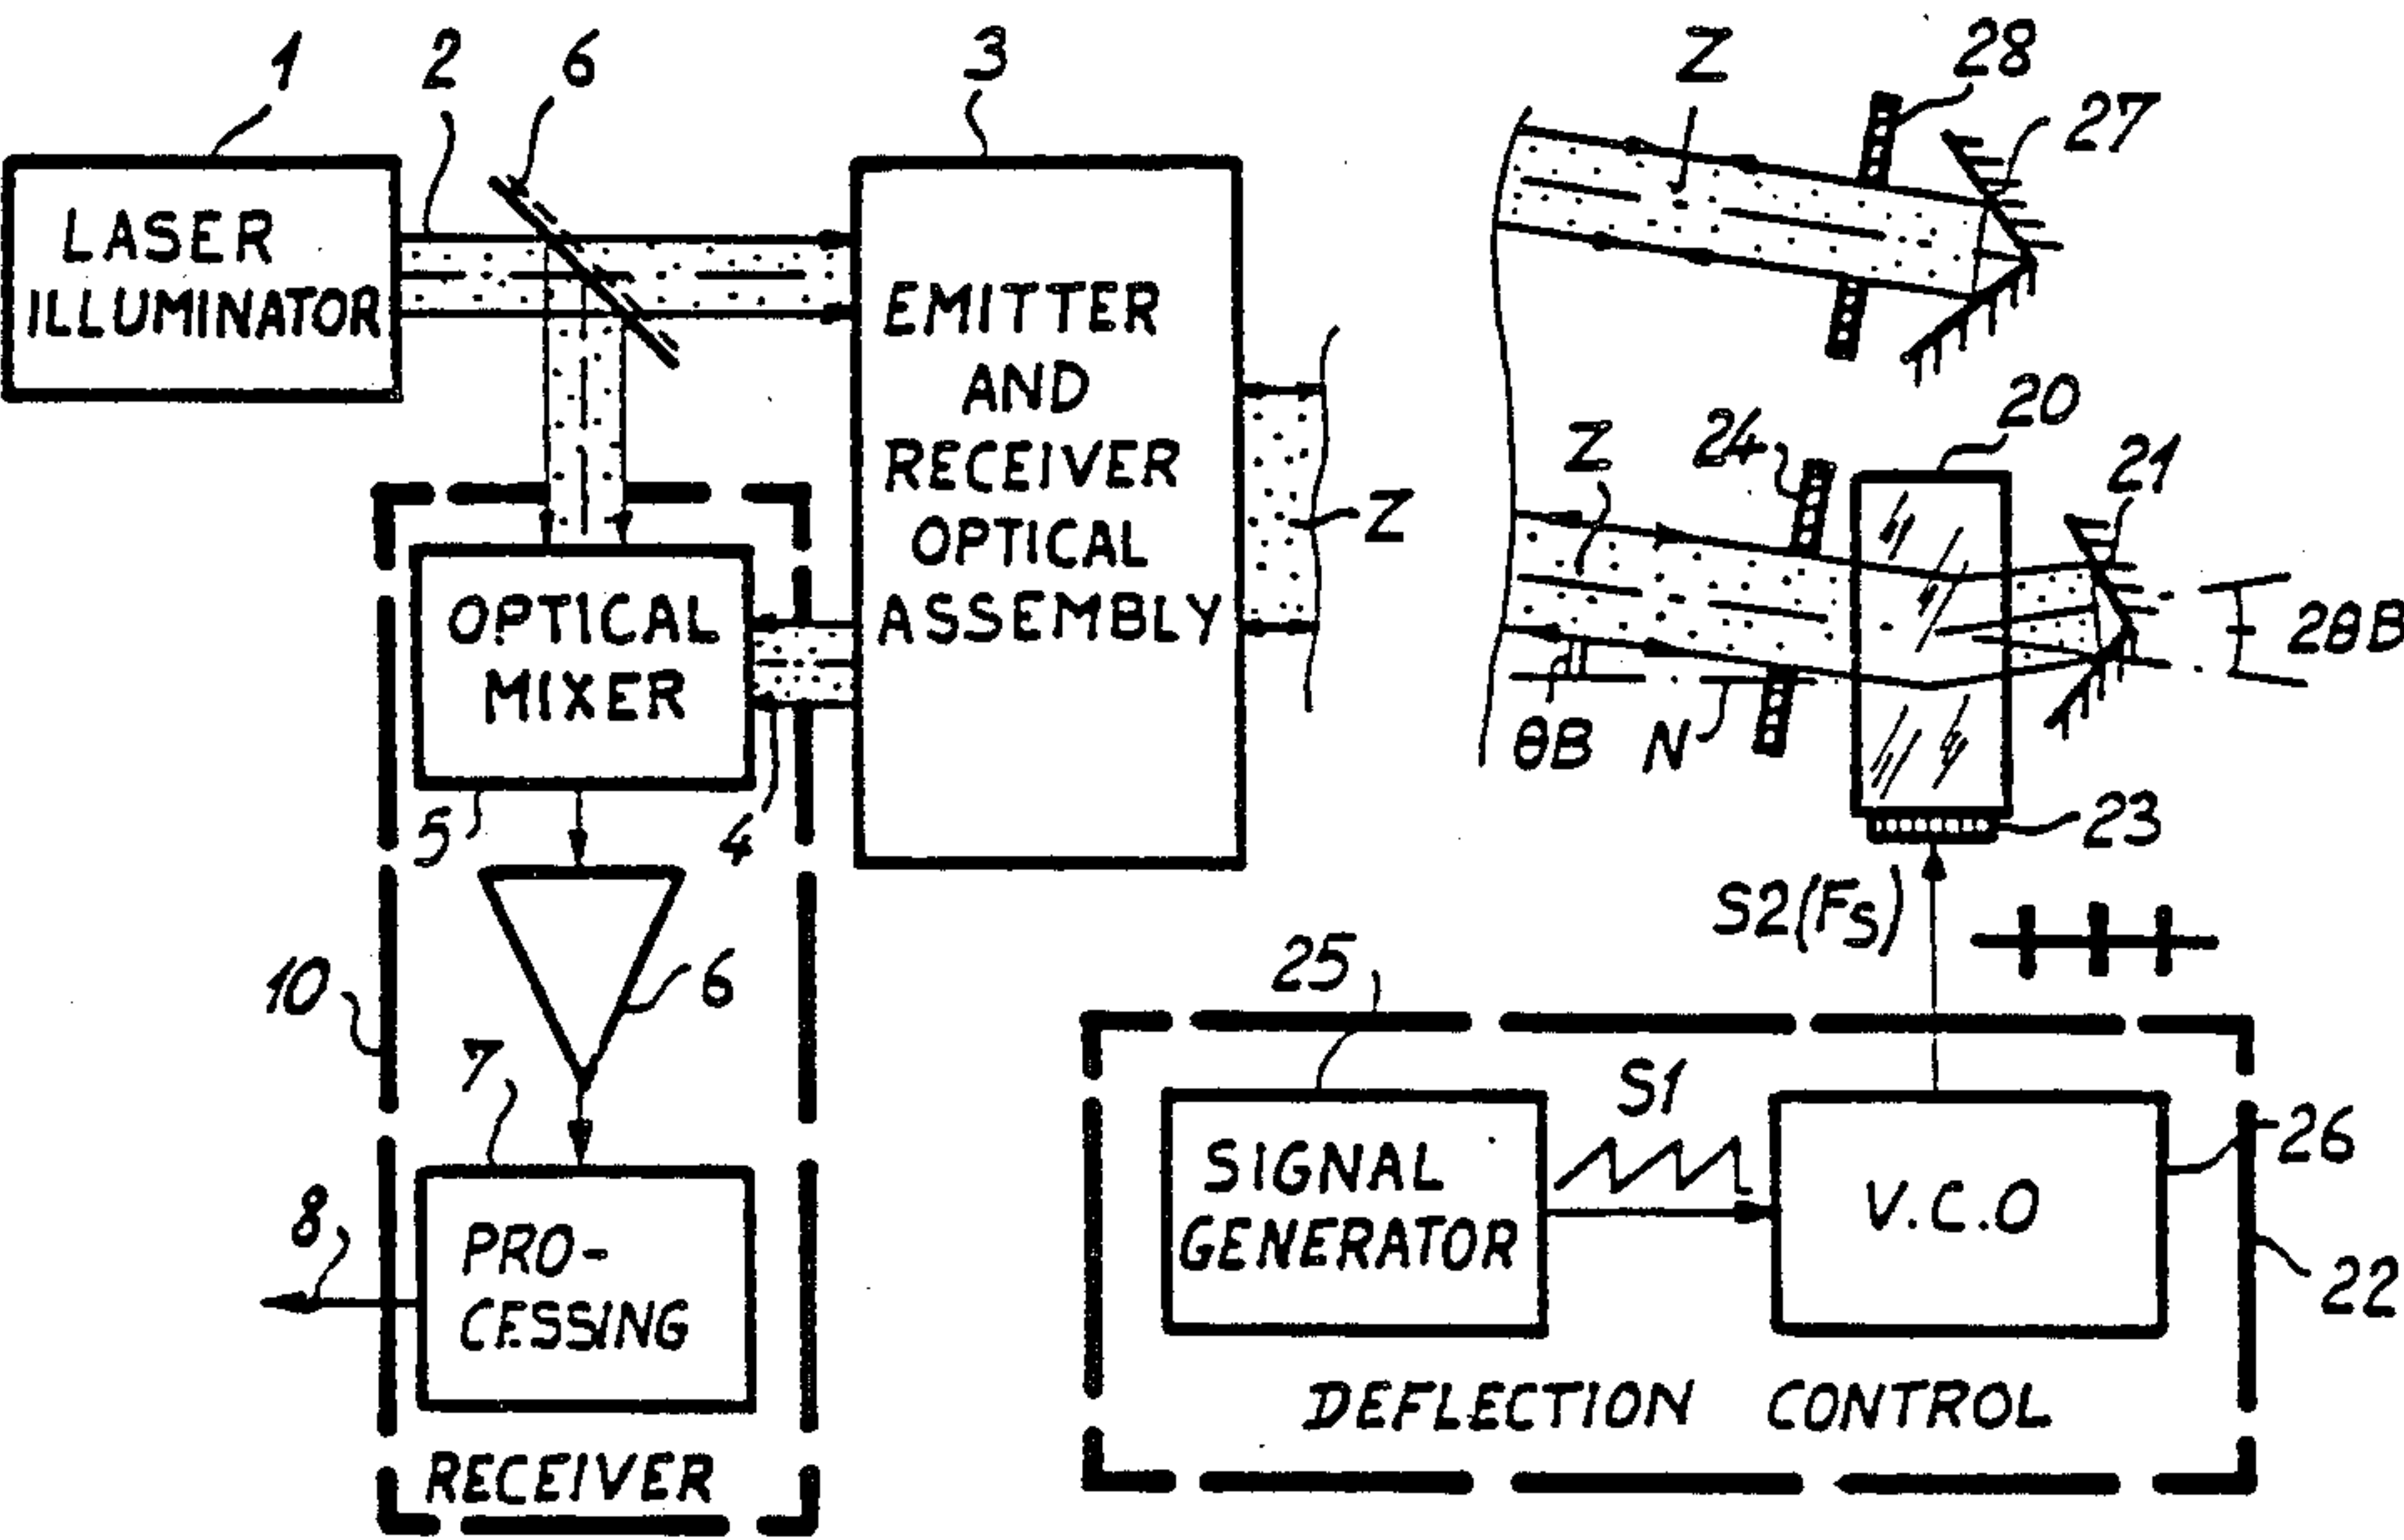 1
2
6
3
Z
28
27
LASER
ILLUMINATOR
EMITTER
AND
RECEIVER
OPTICAL
ASSEMBLY
Z
Z
24
20
21
2θB
θB
N
OPTICAL
MIXER
5
4
23
S2(FS)
6
10
7
25
S1
SIGNAL
GENERATOR
V.C.O
26
22
8
PRO-
CESSING
DEFLECTION CONTROL
RECEIVER